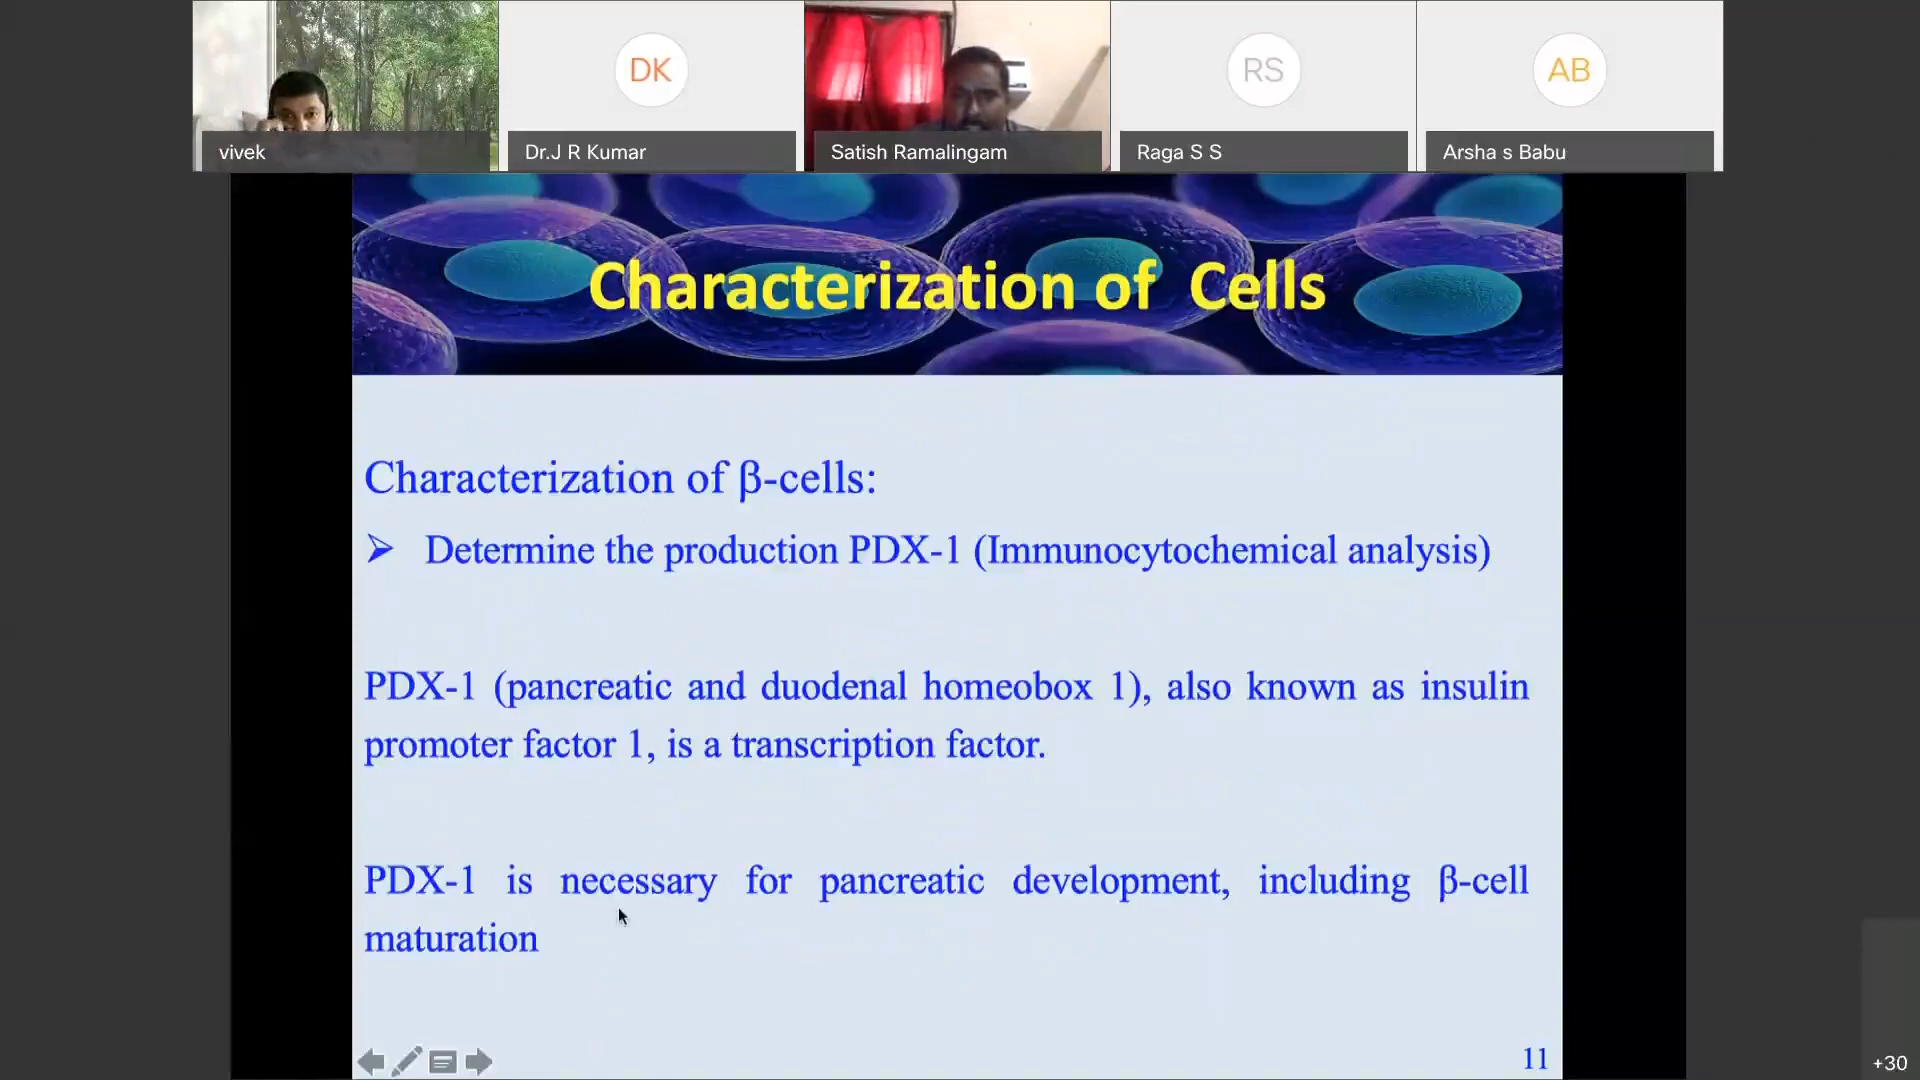 vivek
DK
Dr.J R Kumar
Satish Ramalingam
RS
Raga S S
AB
Arsha s Babu
Characterization of Cells
Characterization of β-cells:
➢ Determine the production PDX-1 (Immunocytochemical analysis)
PDX-1 (pancreatic and duodenal homeobox 1), also known as insulin
promoter factor 1, is a transcription factor.
PDX-1 is necessary for pancreatic development, including β-cell
maturation
11
+30